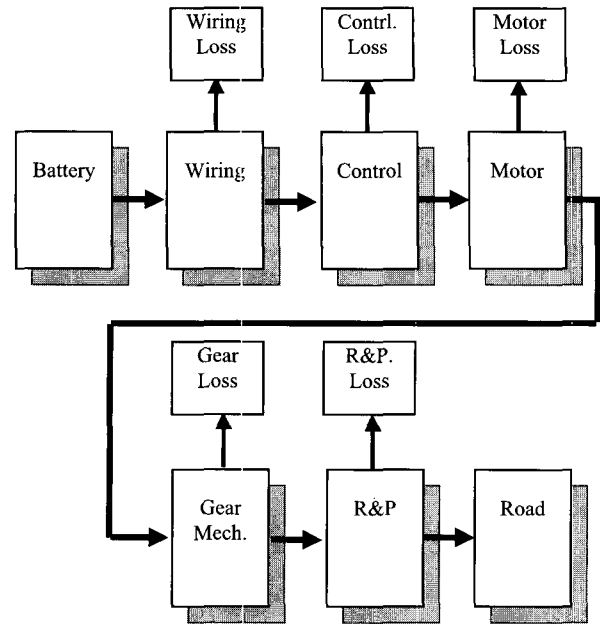 Wiring
Loss
Contrl.
Loss
Motor
Loss
Battery
Wiring
Control
Motor
Gear
Loss
R&P.
Loss
Gear
Mech.
R&P
Road